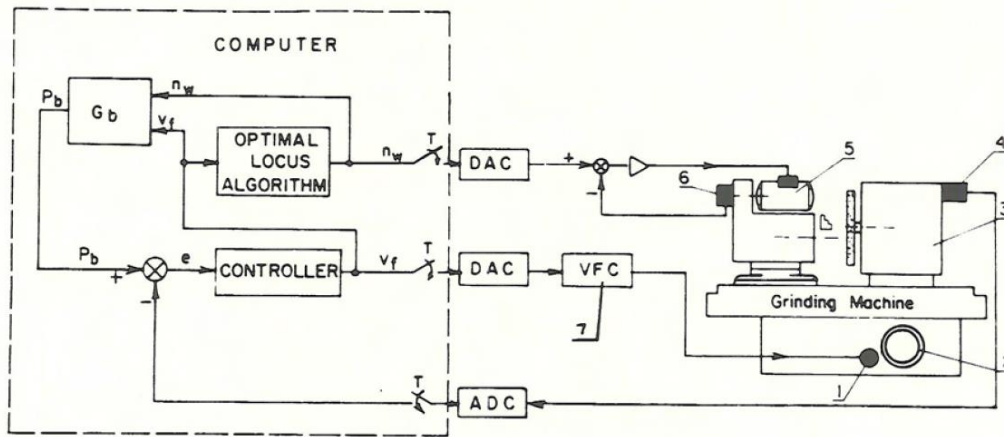 COMPUTER
n_w
P_b
G_b
v_f
OPTIMAL
LOCUS
ALGORITHM
n_w
T
DAC
+
-
6
5
4
3
P_b
+
-
e
CONTROLLER
v_f
T
DAC
VFC
7
Grinding Machine
1
T
ADC